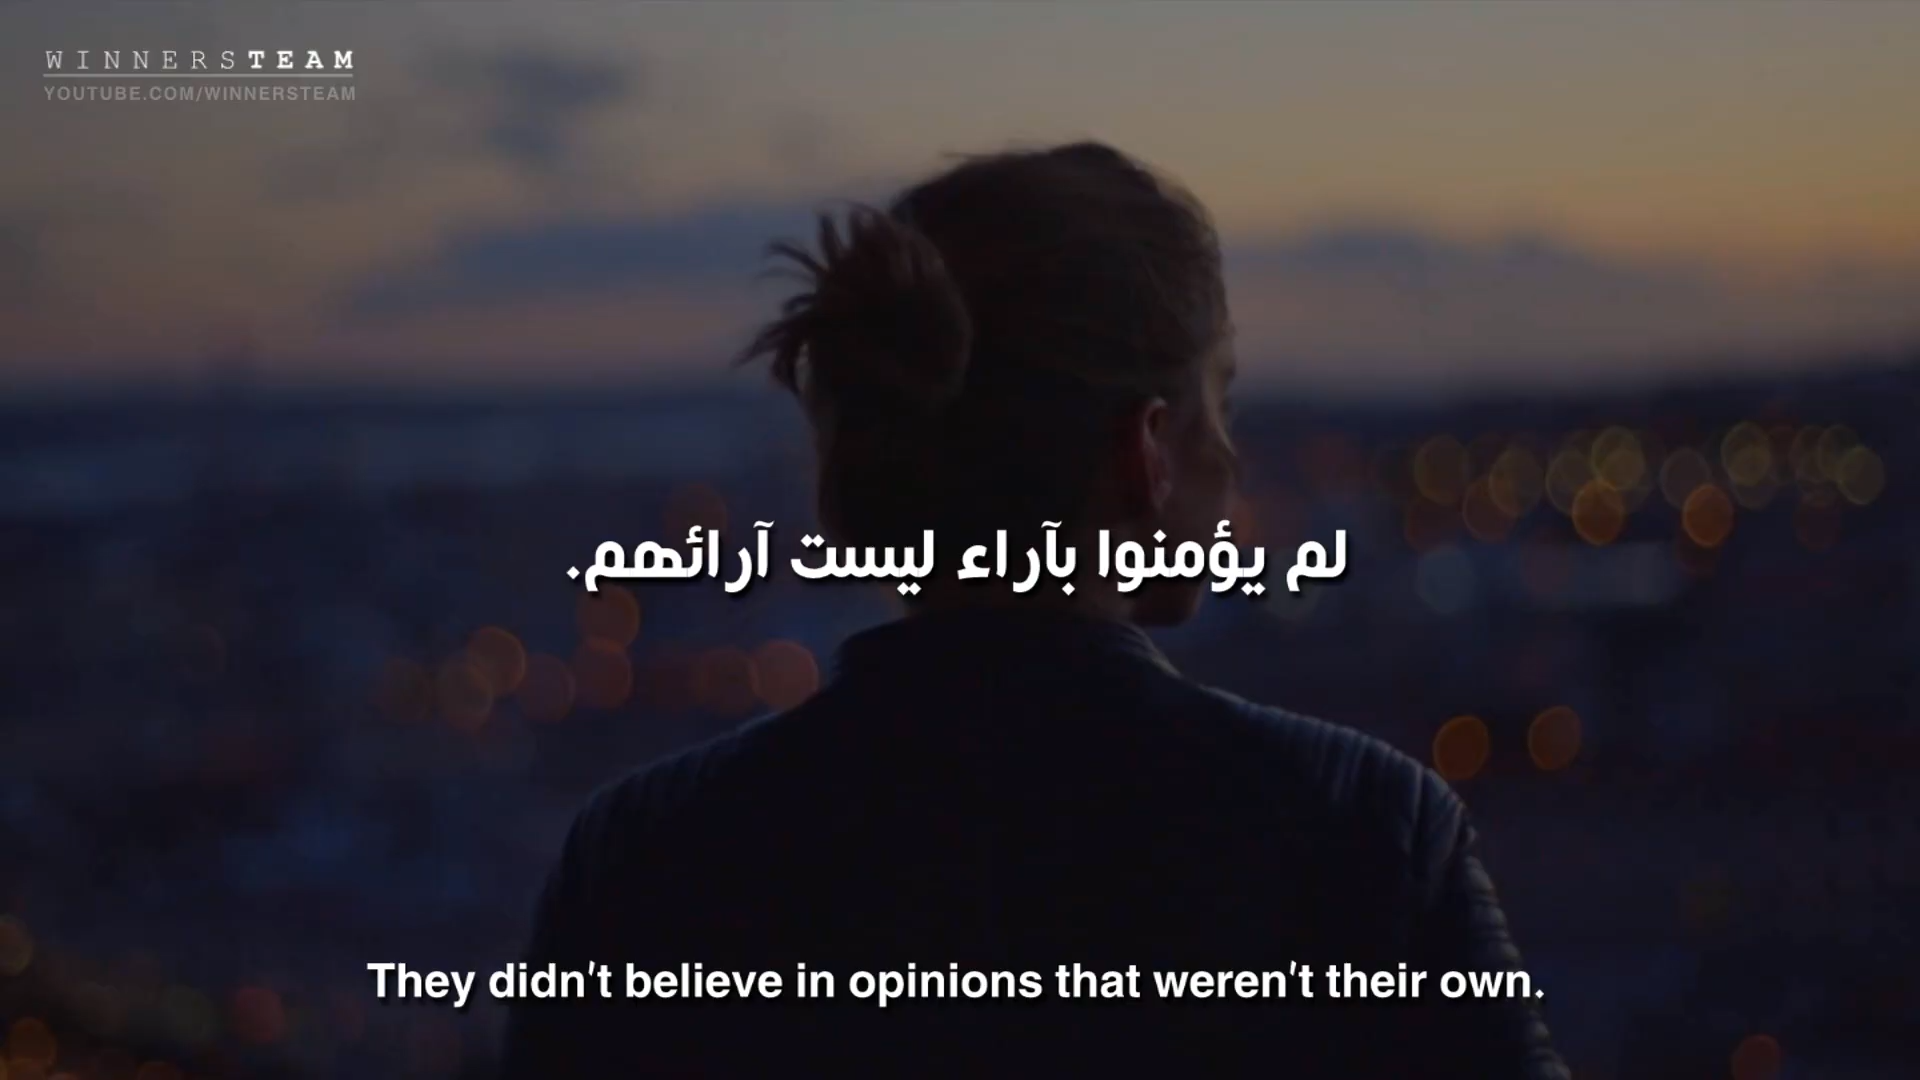 WINNERSTEAM
YOUTUBE.COM/WINNERSTEAM
لم يؤمنوا بآراء ليست آرائهم.
They didn't believe in opinions that weren't their own.